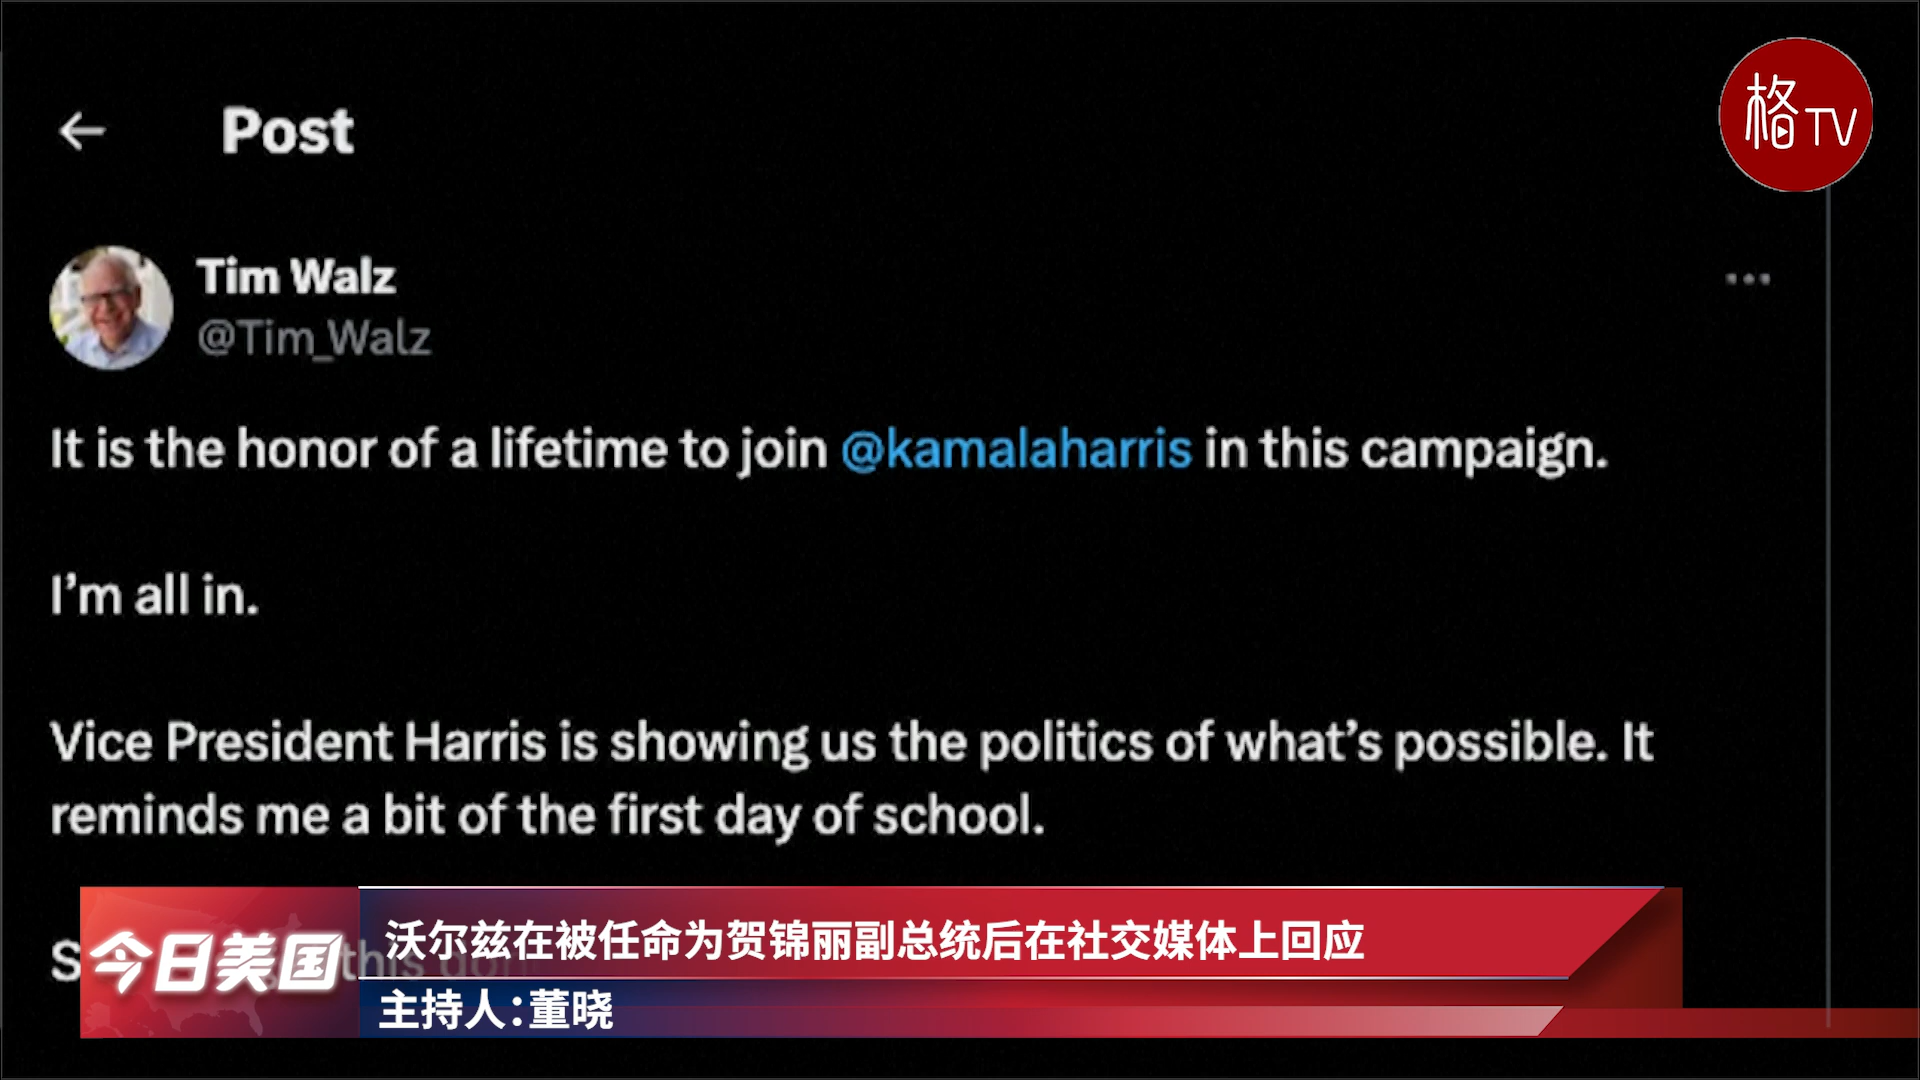 格TV
Post
Tim Walz
@Tim_Walz
It is the honor of a lifetime to join @kamalaharris in this campaign.
I'm all in.
Vice President Harris is showing us the politics of what's possible. It
reminds me a bit of the first day of school.
this
今日美国
沃尔兹在被任命为贺锦丽副总统后在社交媒体上回应
主持人：董晓